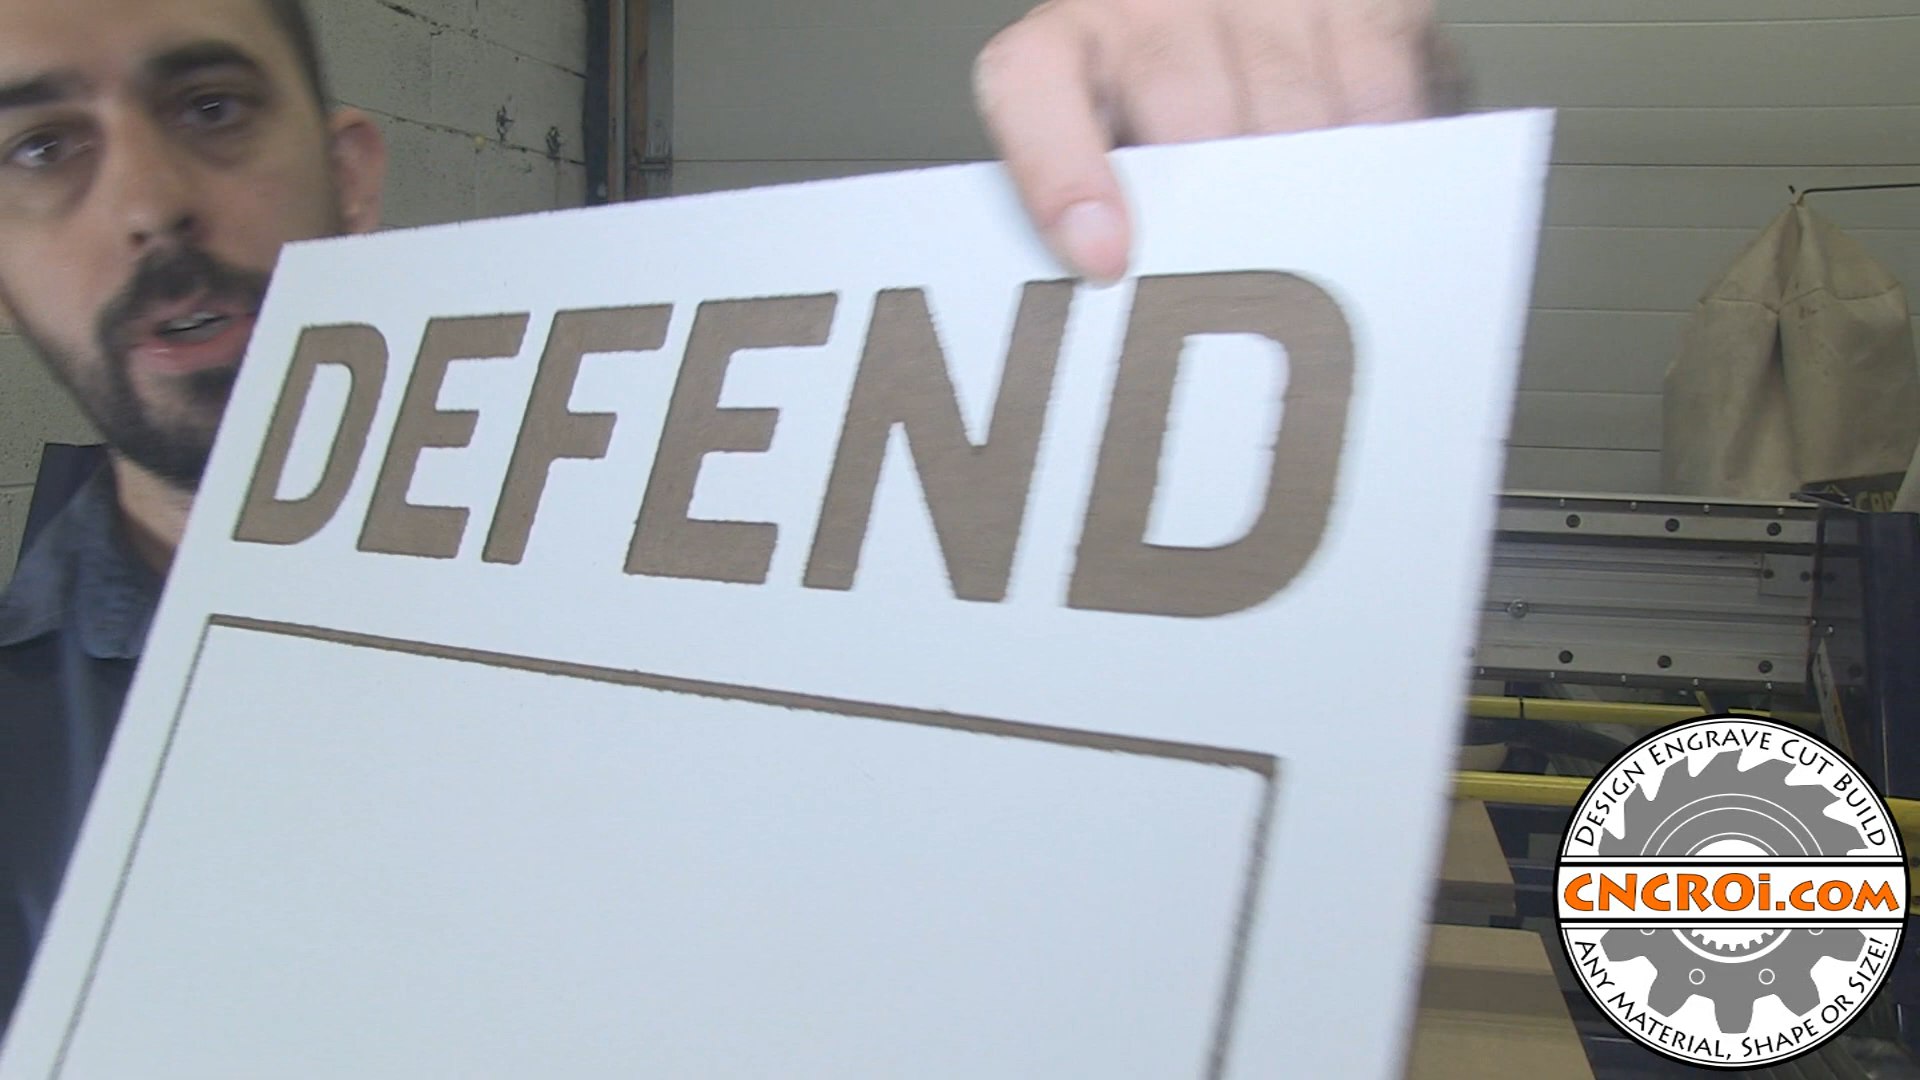 DEFEND
DESIGN ENGRAVE CUT BUILD
CNCROi.com
ANY MATERIAL, SHAPE OR SIZE!